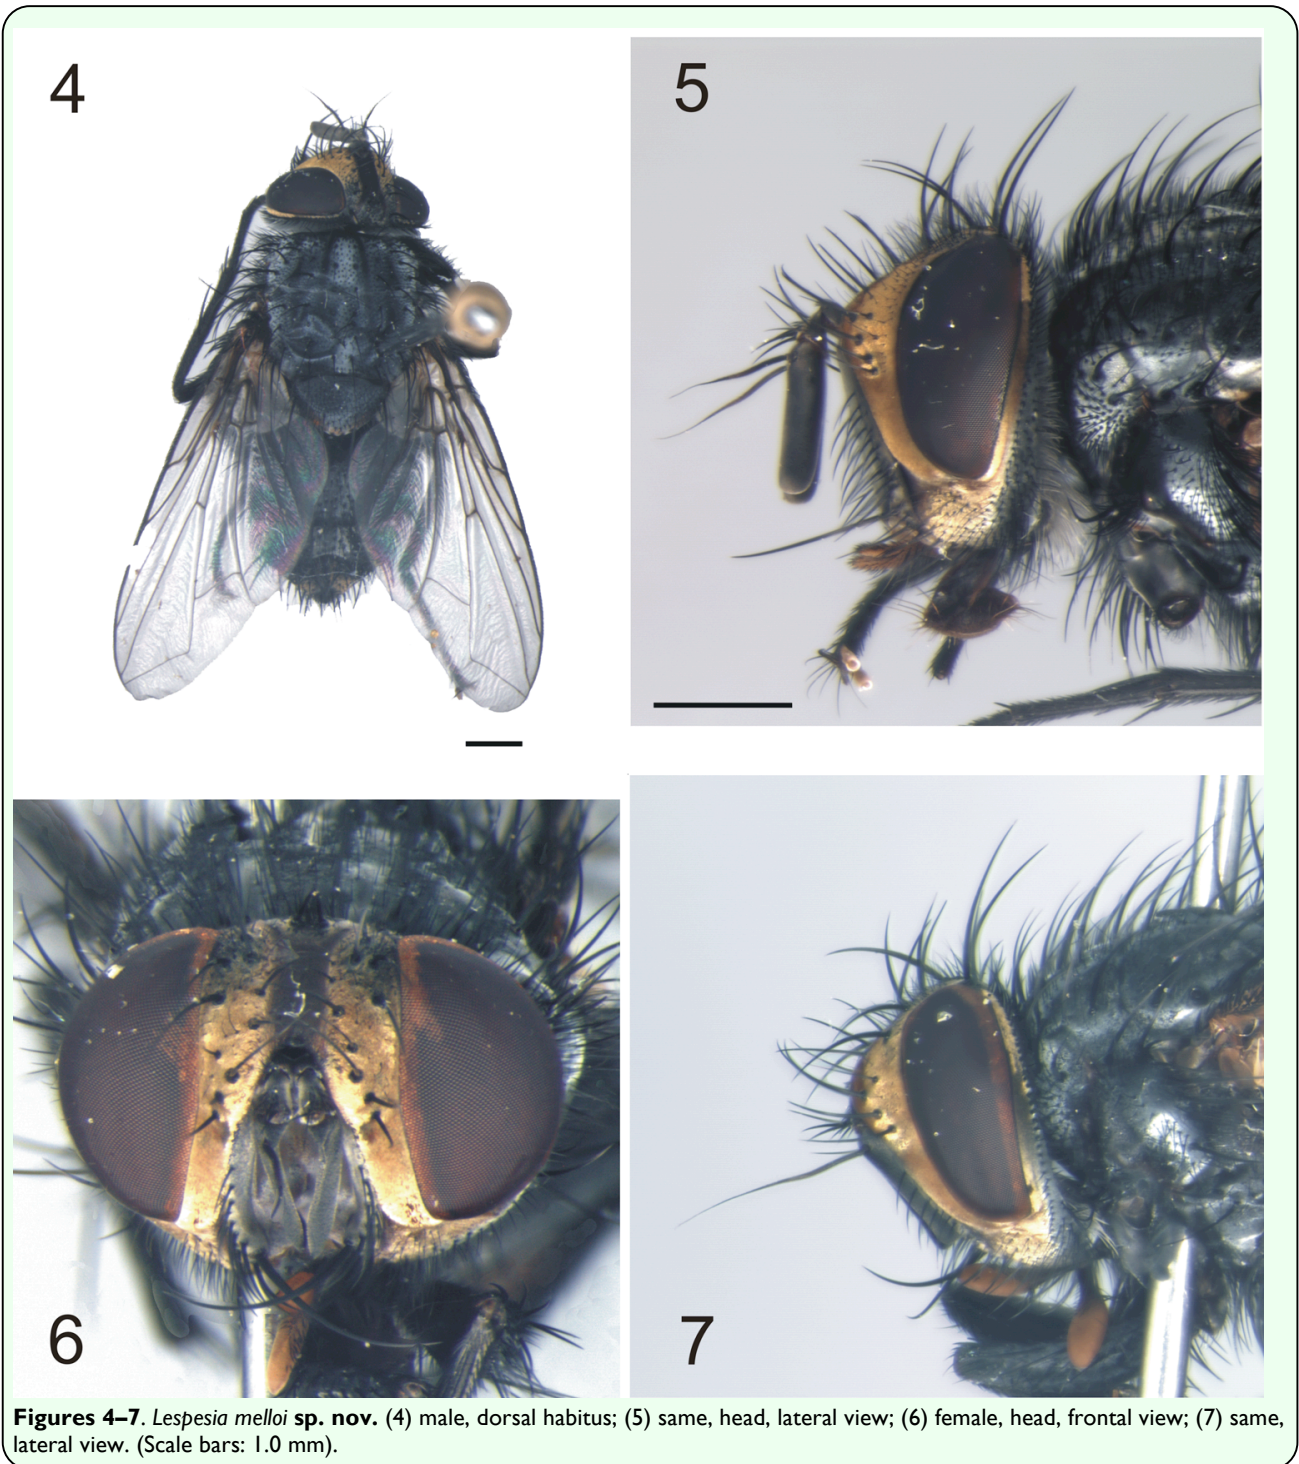 4
5
6
7
Figures 4–7. Lespesia melloi sp. nov. (4) male, dorsal habitus; (5) same, head, lateral view; (6) female, head, frontal view; (7) same,
lateral view. (Scale bars: 1.0 mm).